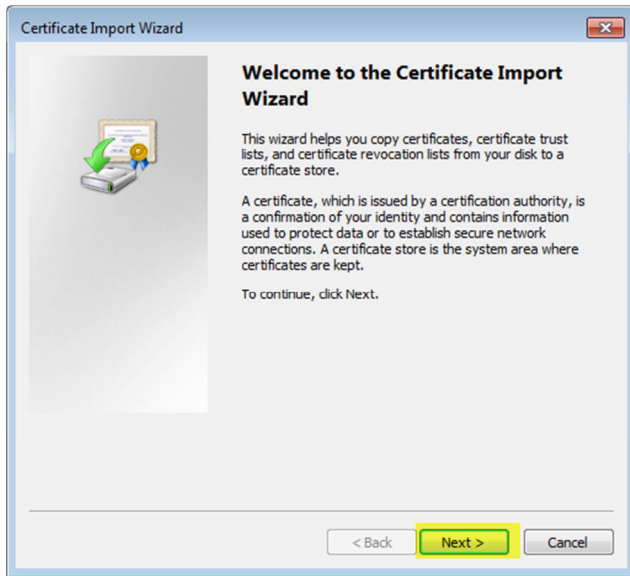 Certificate Import Wizard
Welcome to the Certificate Import
Wizard
This wizard helps you copy certificates, certificate trust
lists, and certificate revocation lists from your disk to a
certificate store.
A certificate, which is issued by a certification authority, is
a confirmation of your identity and contains information
used to protect data or to establish secure network
connections. A certificate store is the system area where
certificates are kept.
To continue, click Next.
< Back Next > Cancel